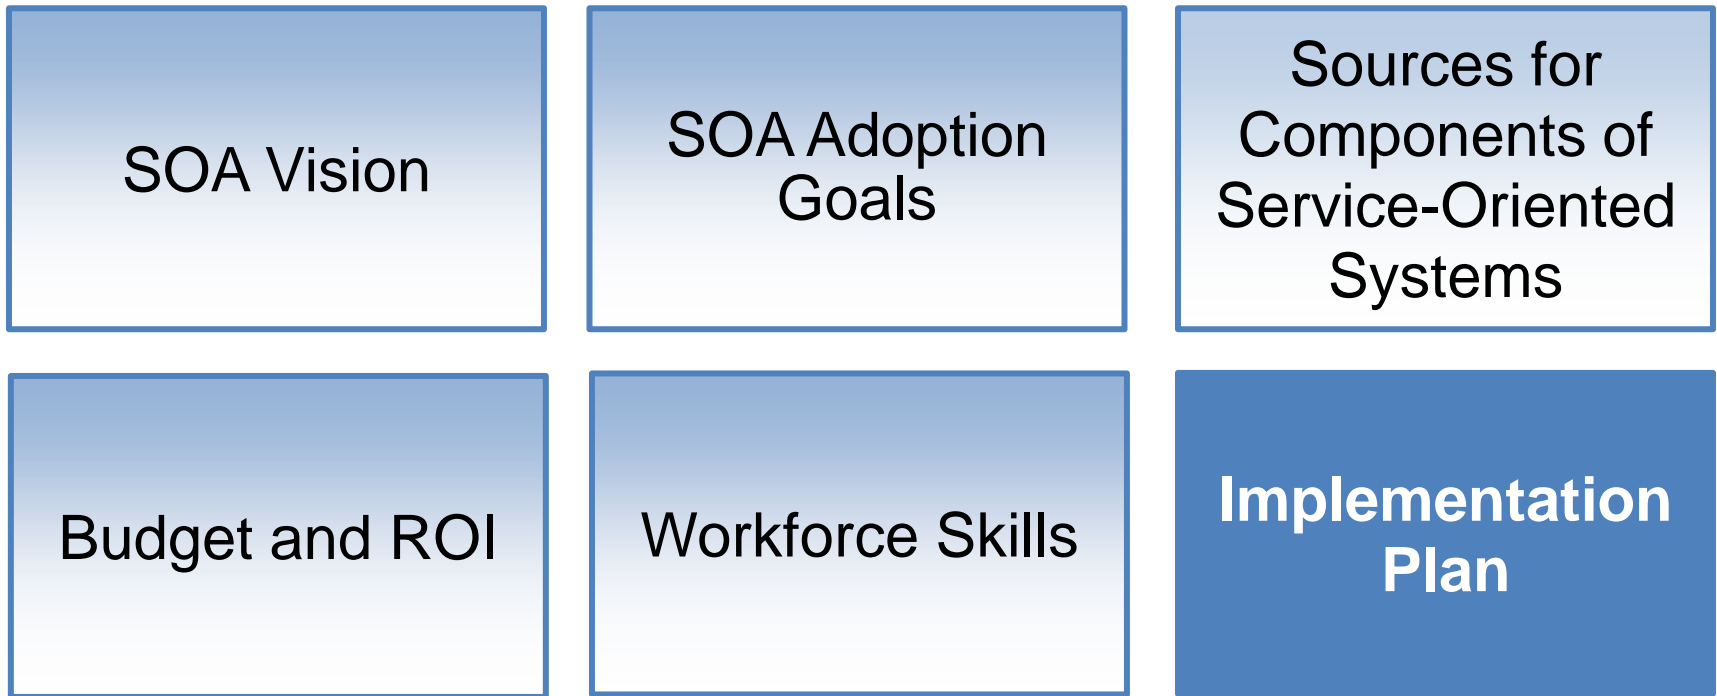 SOA Vision
SOA Adoption
Goals
Sources for
Components of
Service-Oriented
Systems
Budget and ROI
Workforce Skills
Implementation
Plan